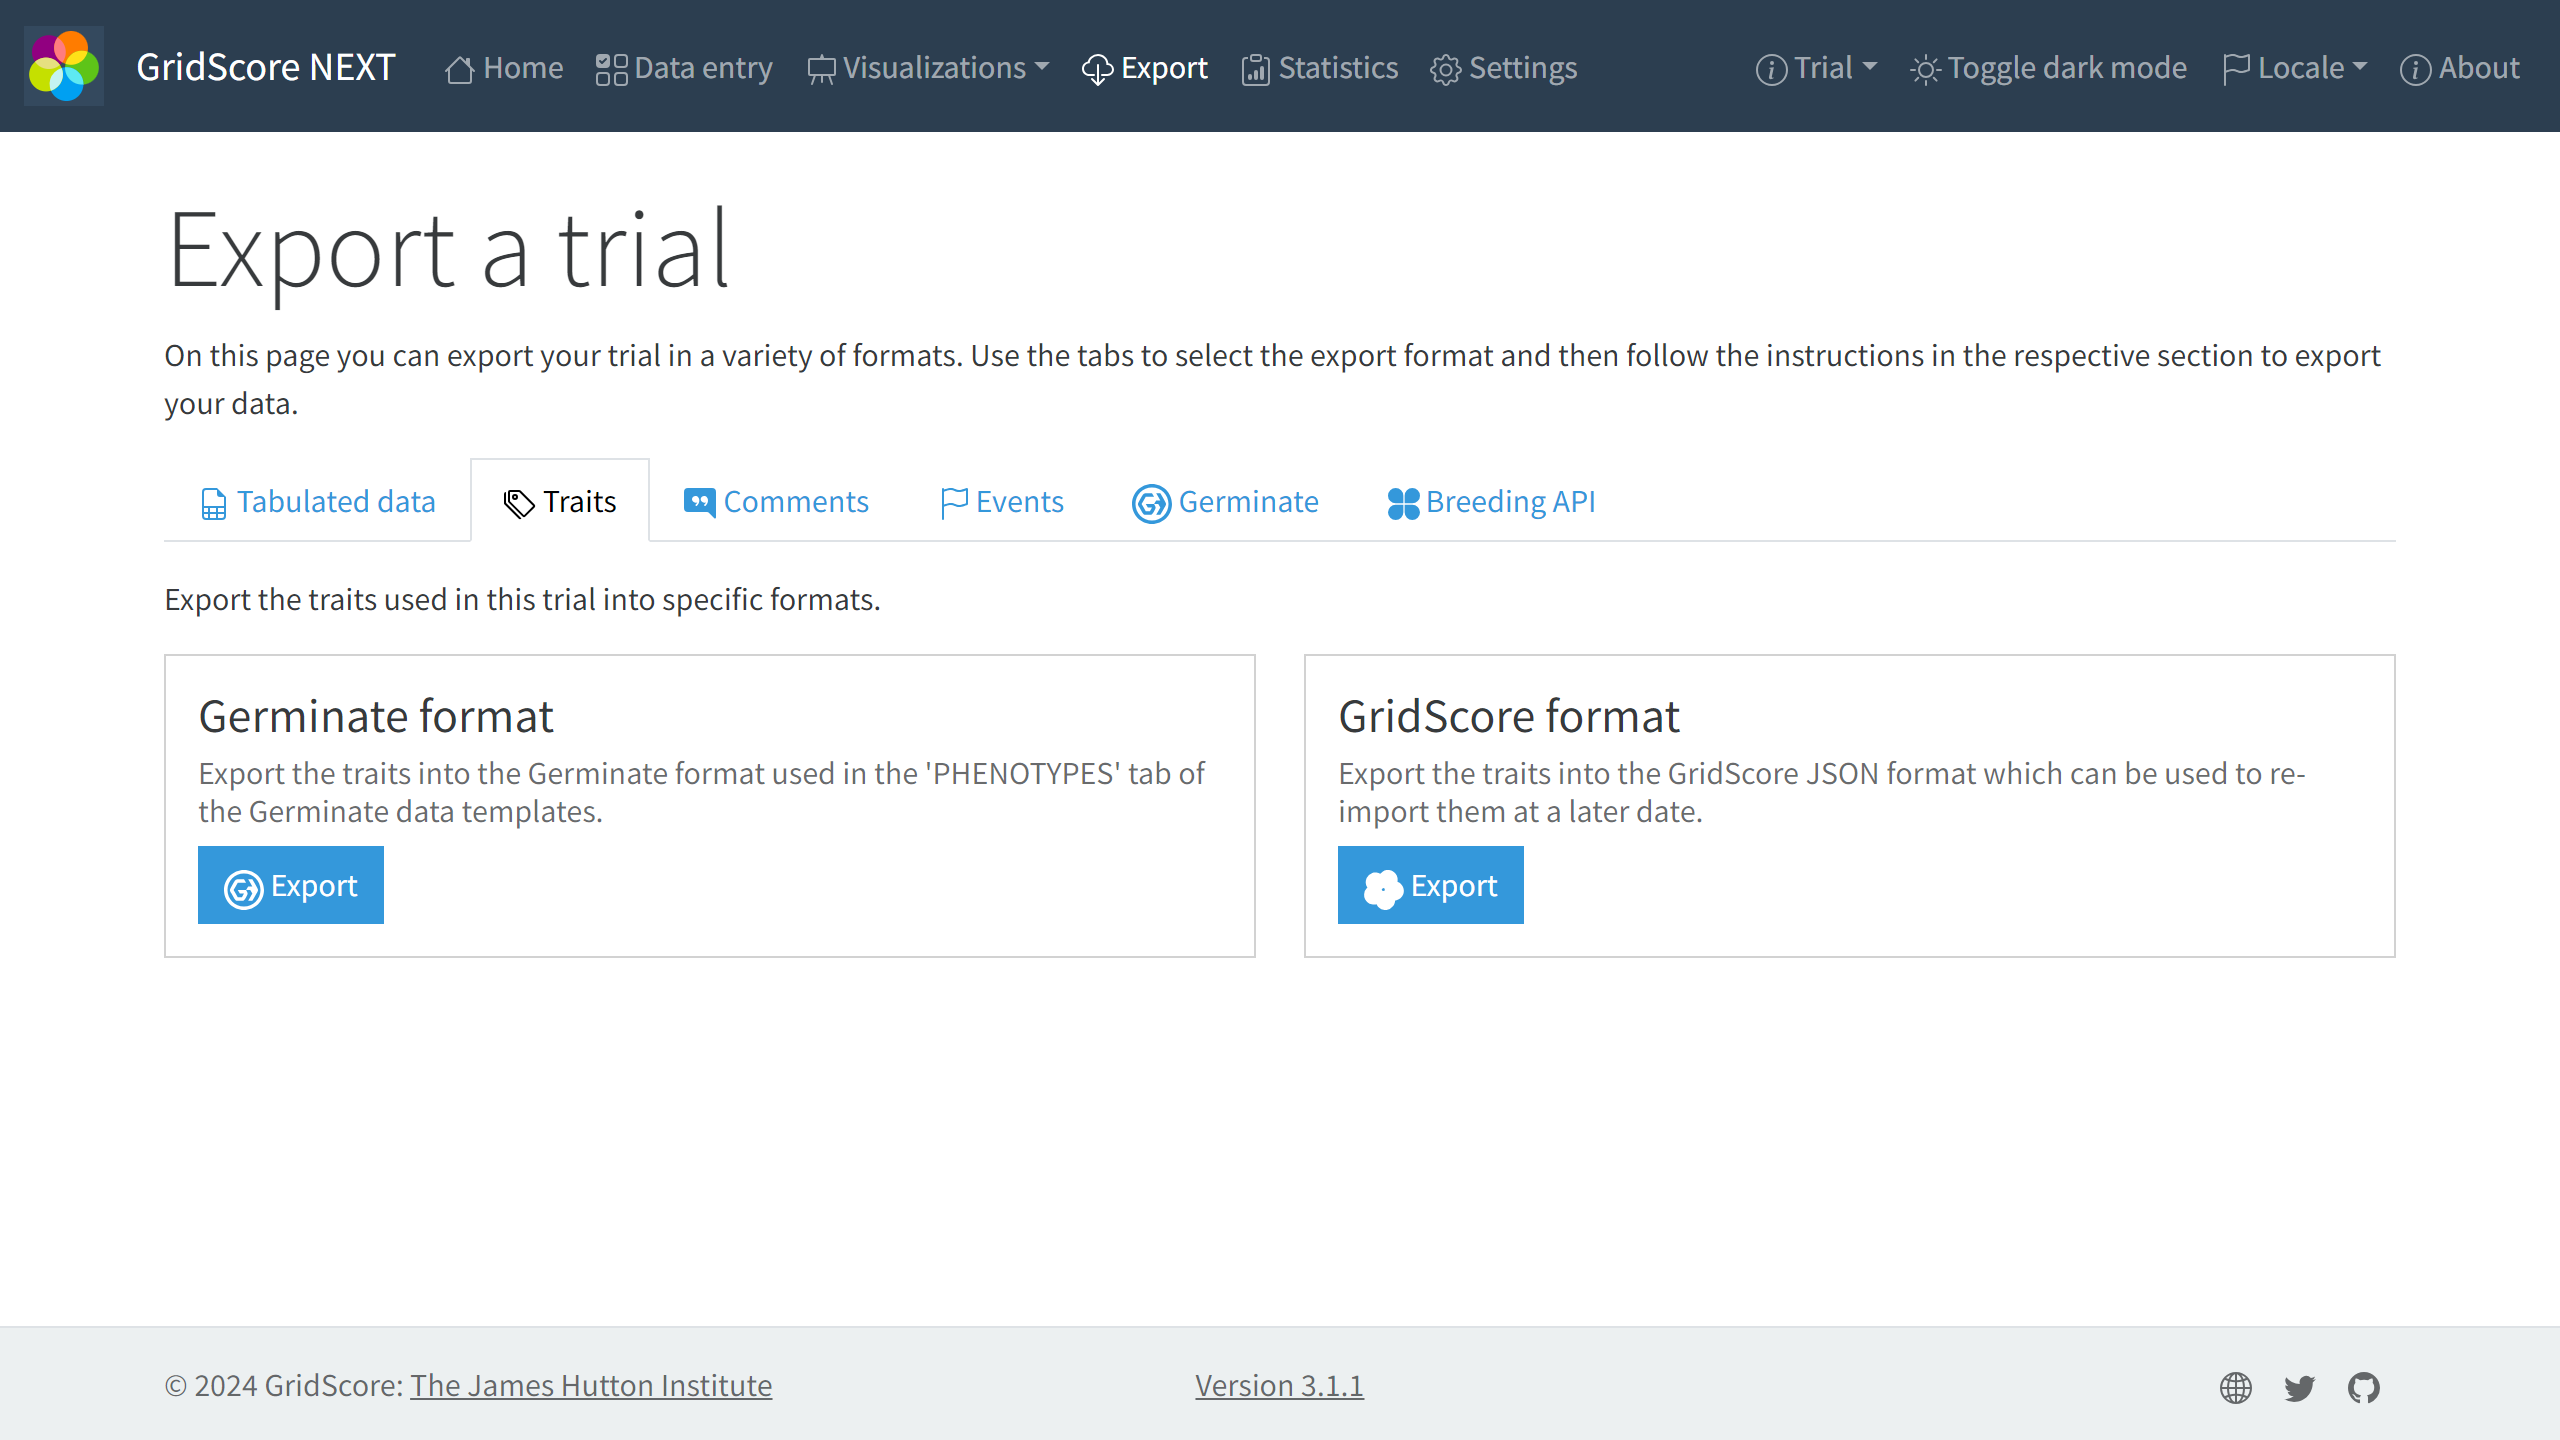 GridScore NEXT Home Data entry Visualizations Export Statistics Settings Trial Toggle dark mode Locale About
Export a trial
On this page you can export your trial in a variety of formats. Use the tabs to select the export format and then follow the instructions in the respective section to export
your data.
Tabulated data Traits Comments Events Germinate Breeding API
Export the traits used in this trial into specific formats.
Germinate format
Export the traits into the Germinate format used in the 'PHENOTYPES' tab of
the Germinate data templates.
Export
GridScore format
Export the traits into the GridScore JSON format which can be used to re-
import them at a later date.
Export
© 2024 GridScore: The James Hutton Institute Version 3.1.1